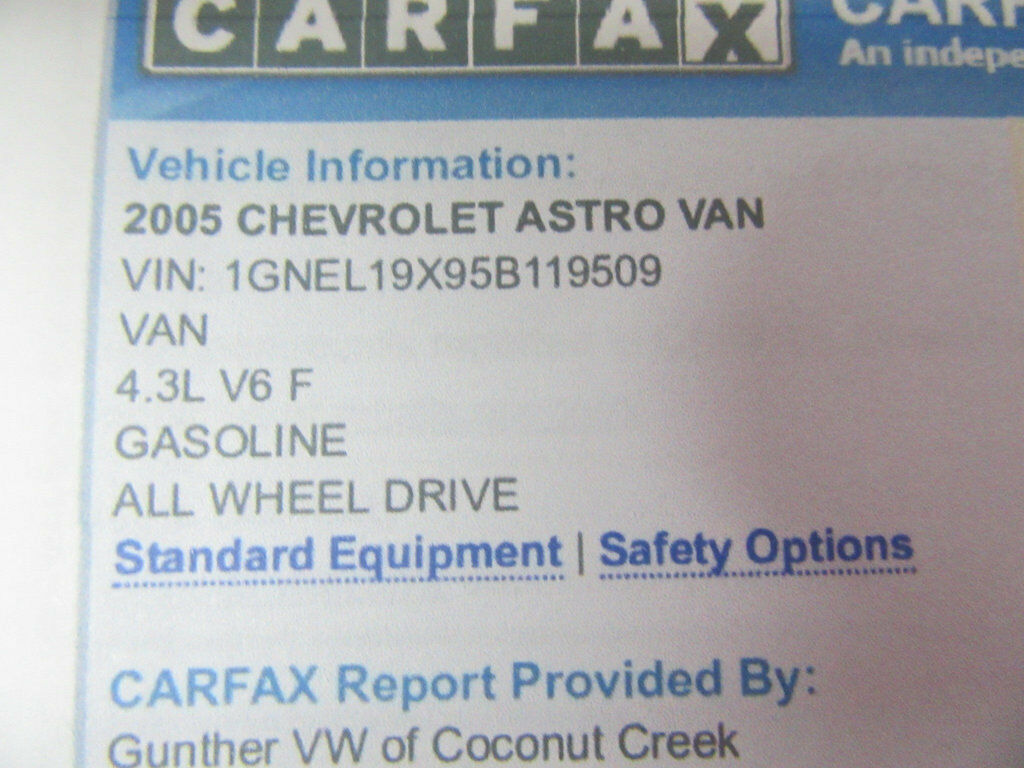 CARFAX CARF
An indepe
Vehicle Information:
2005 CHEVROLET ASTRO VAN
VIN: 1GNEL19X95B119509
VAN
4.3L V6 F
GASOLINE
ALL WHEEL DRIVE
Standard Equipment | Safety Options
CARFAX Report Provided By:
Gunther VW of Coconut Creek